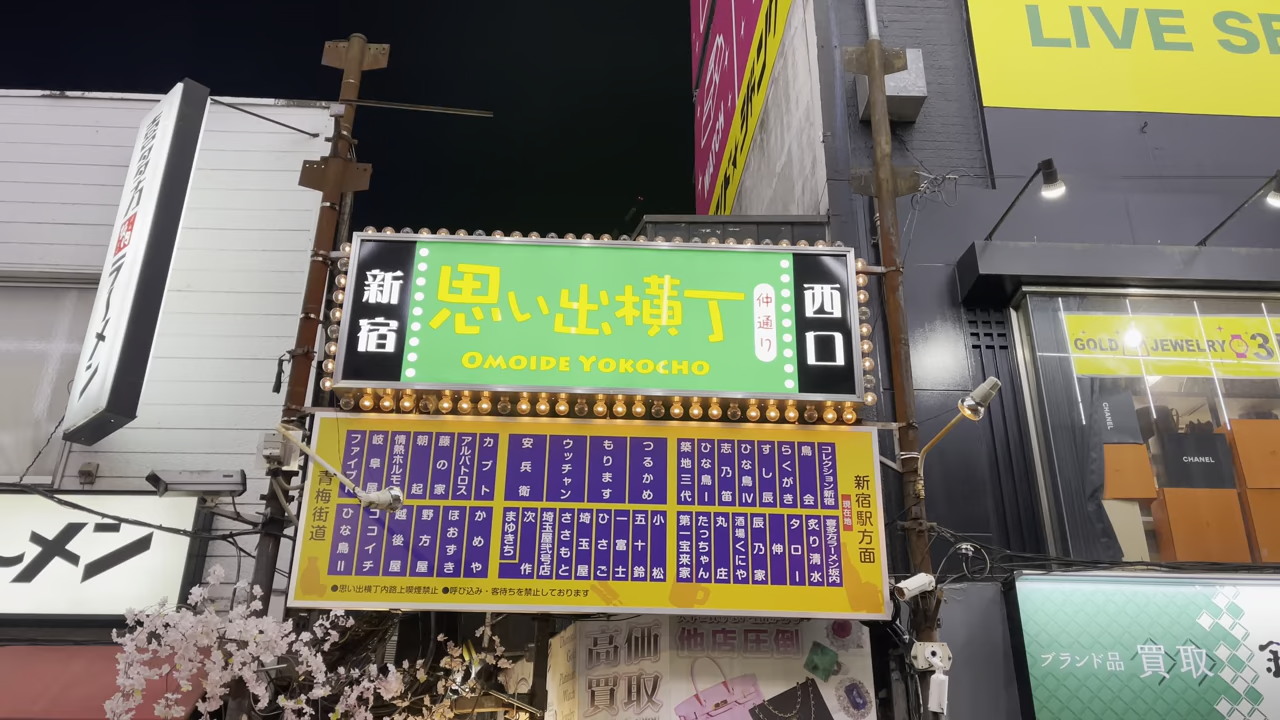 LIVE SE
ラーメン
新宿
思い出横丁
仲通り
西口
OMOIDE YOKOCHO
GOLD
JEWELRY
CHANEL
CHANEL
青梅街道
ファイブ
岐阜屋
情熱ホルモン
朝起
藤の家
アルバトロス
カブト
安兵衛
ウッチャン
もります
つるかめ
築地三代
ひな鳥Ⅰ
志乃笛
ひな鳥Ⅳ
すし辰
らくがき
鳥会
コレクション新宿
新宿駅方面
現在地
ひな鳥Ⅱ
ココイチ
越後屋
野方屋
ほおずき
かめや
まゆきち
次作
埼玉屋弐号店
ささもと
埼玉屋
ひさご
一富士
五十鈴
小松
第一宝来家
たっちゃん
丸庄
酒場くにや
辰乃家
伸
タロー
炙り清水
喜多方ラーメン坂内
●思い出横丁内路上喫煙禁止 ●呼び込み・客待ちを禁止しております
ーメン
高価
買取
他店圧倒
ブランド品 買取